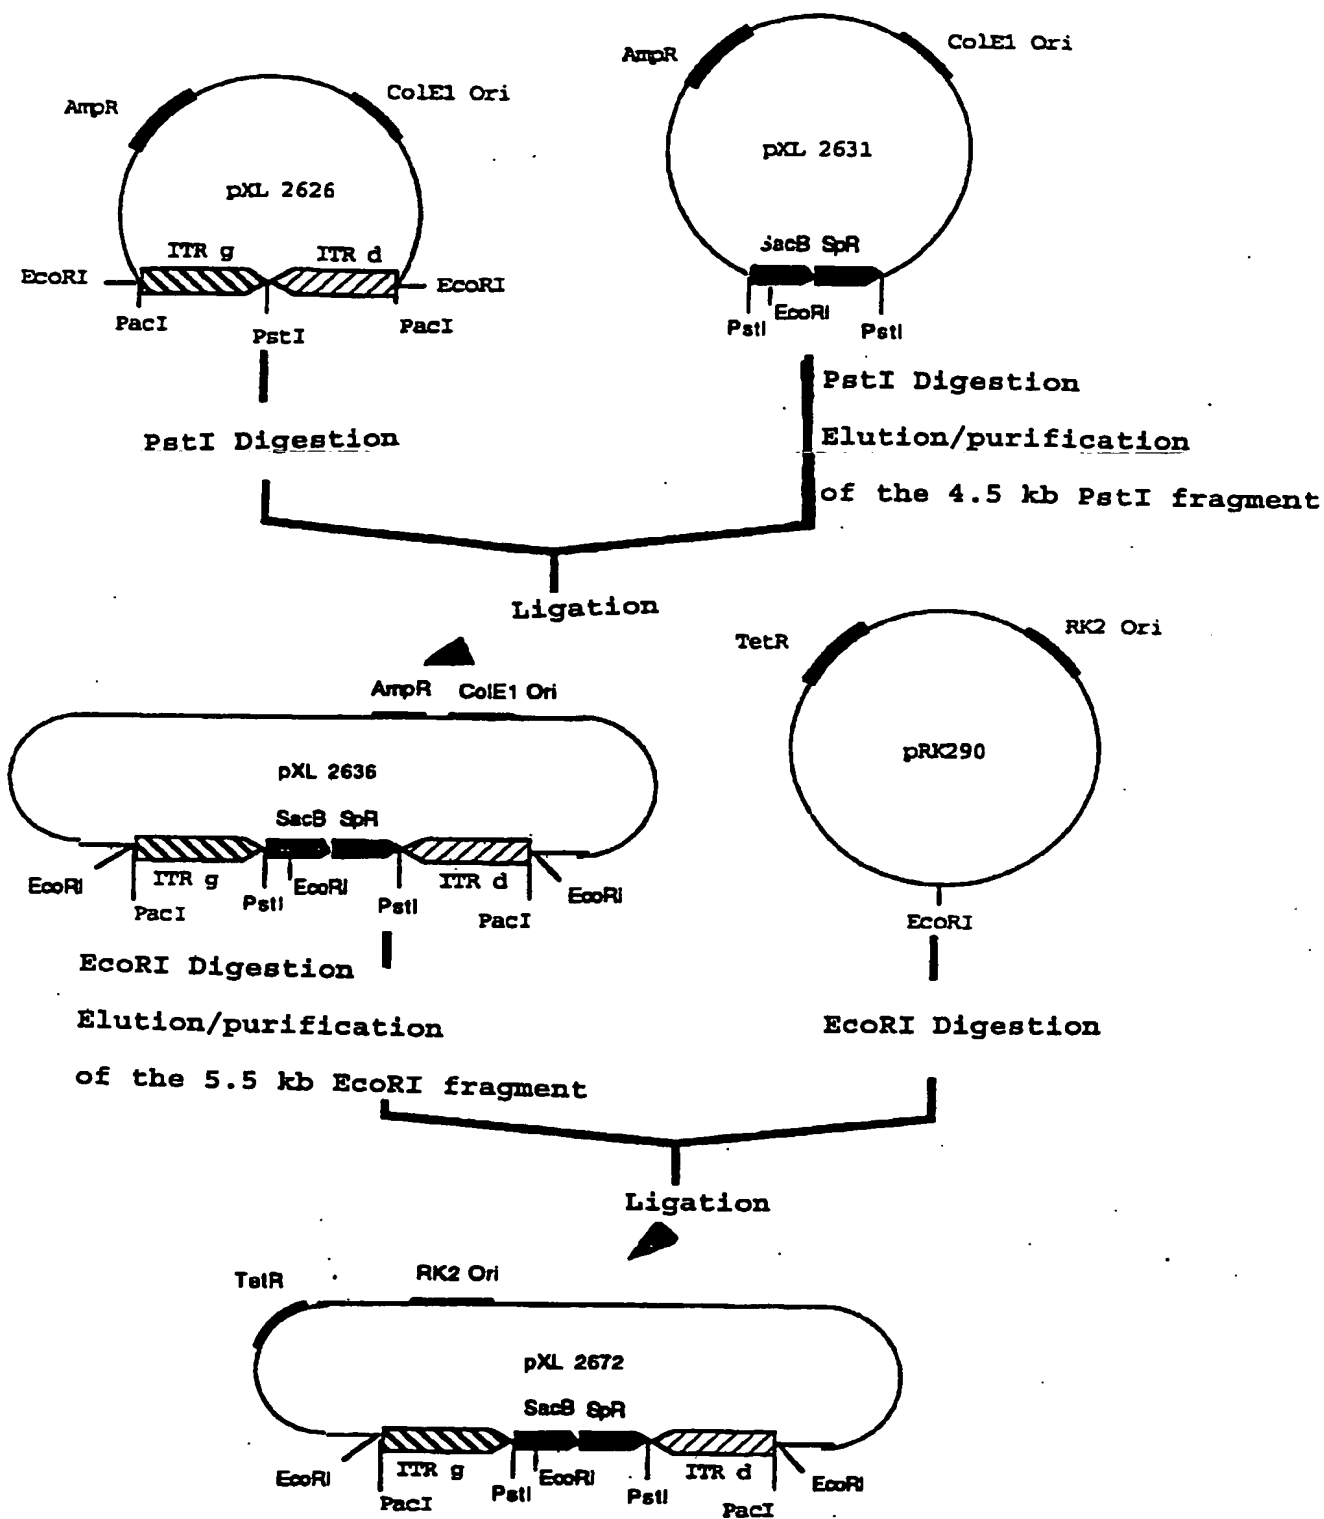 AmpR
ColE1 Ori
pXL 2626
ITR g
ITR d
EcoRI
EcoRI
PacI
PstI
PacI
PstI Digestion
AmpR
ColE1 Ori
pXL 2631
SacB SpR
EcoRI
PstI
PstI
PstI Digestion
Elution/purification
of the 4.5 kb PstI fragment
Ligation
AmpR
ColE1 Ori
pXL 2636
SacB SpR
EcoRI
ITR g
EcoRI
ITR d
EcoRI
PacI
PstI
PstI
PacI
EcoRI Digestion
Elution/purification
of the 5.5 kb EcoRI fragment
TetR
RK2 Ori
pRK290
EcoRI
EcoRI Digestion
Ligation
TetR
RK2 Ori
pXL 2672
SacB SpR
EcoRI
ITR g
EcoRI
ITR d
EcoRI
PacI
PstI
PstI
PacI